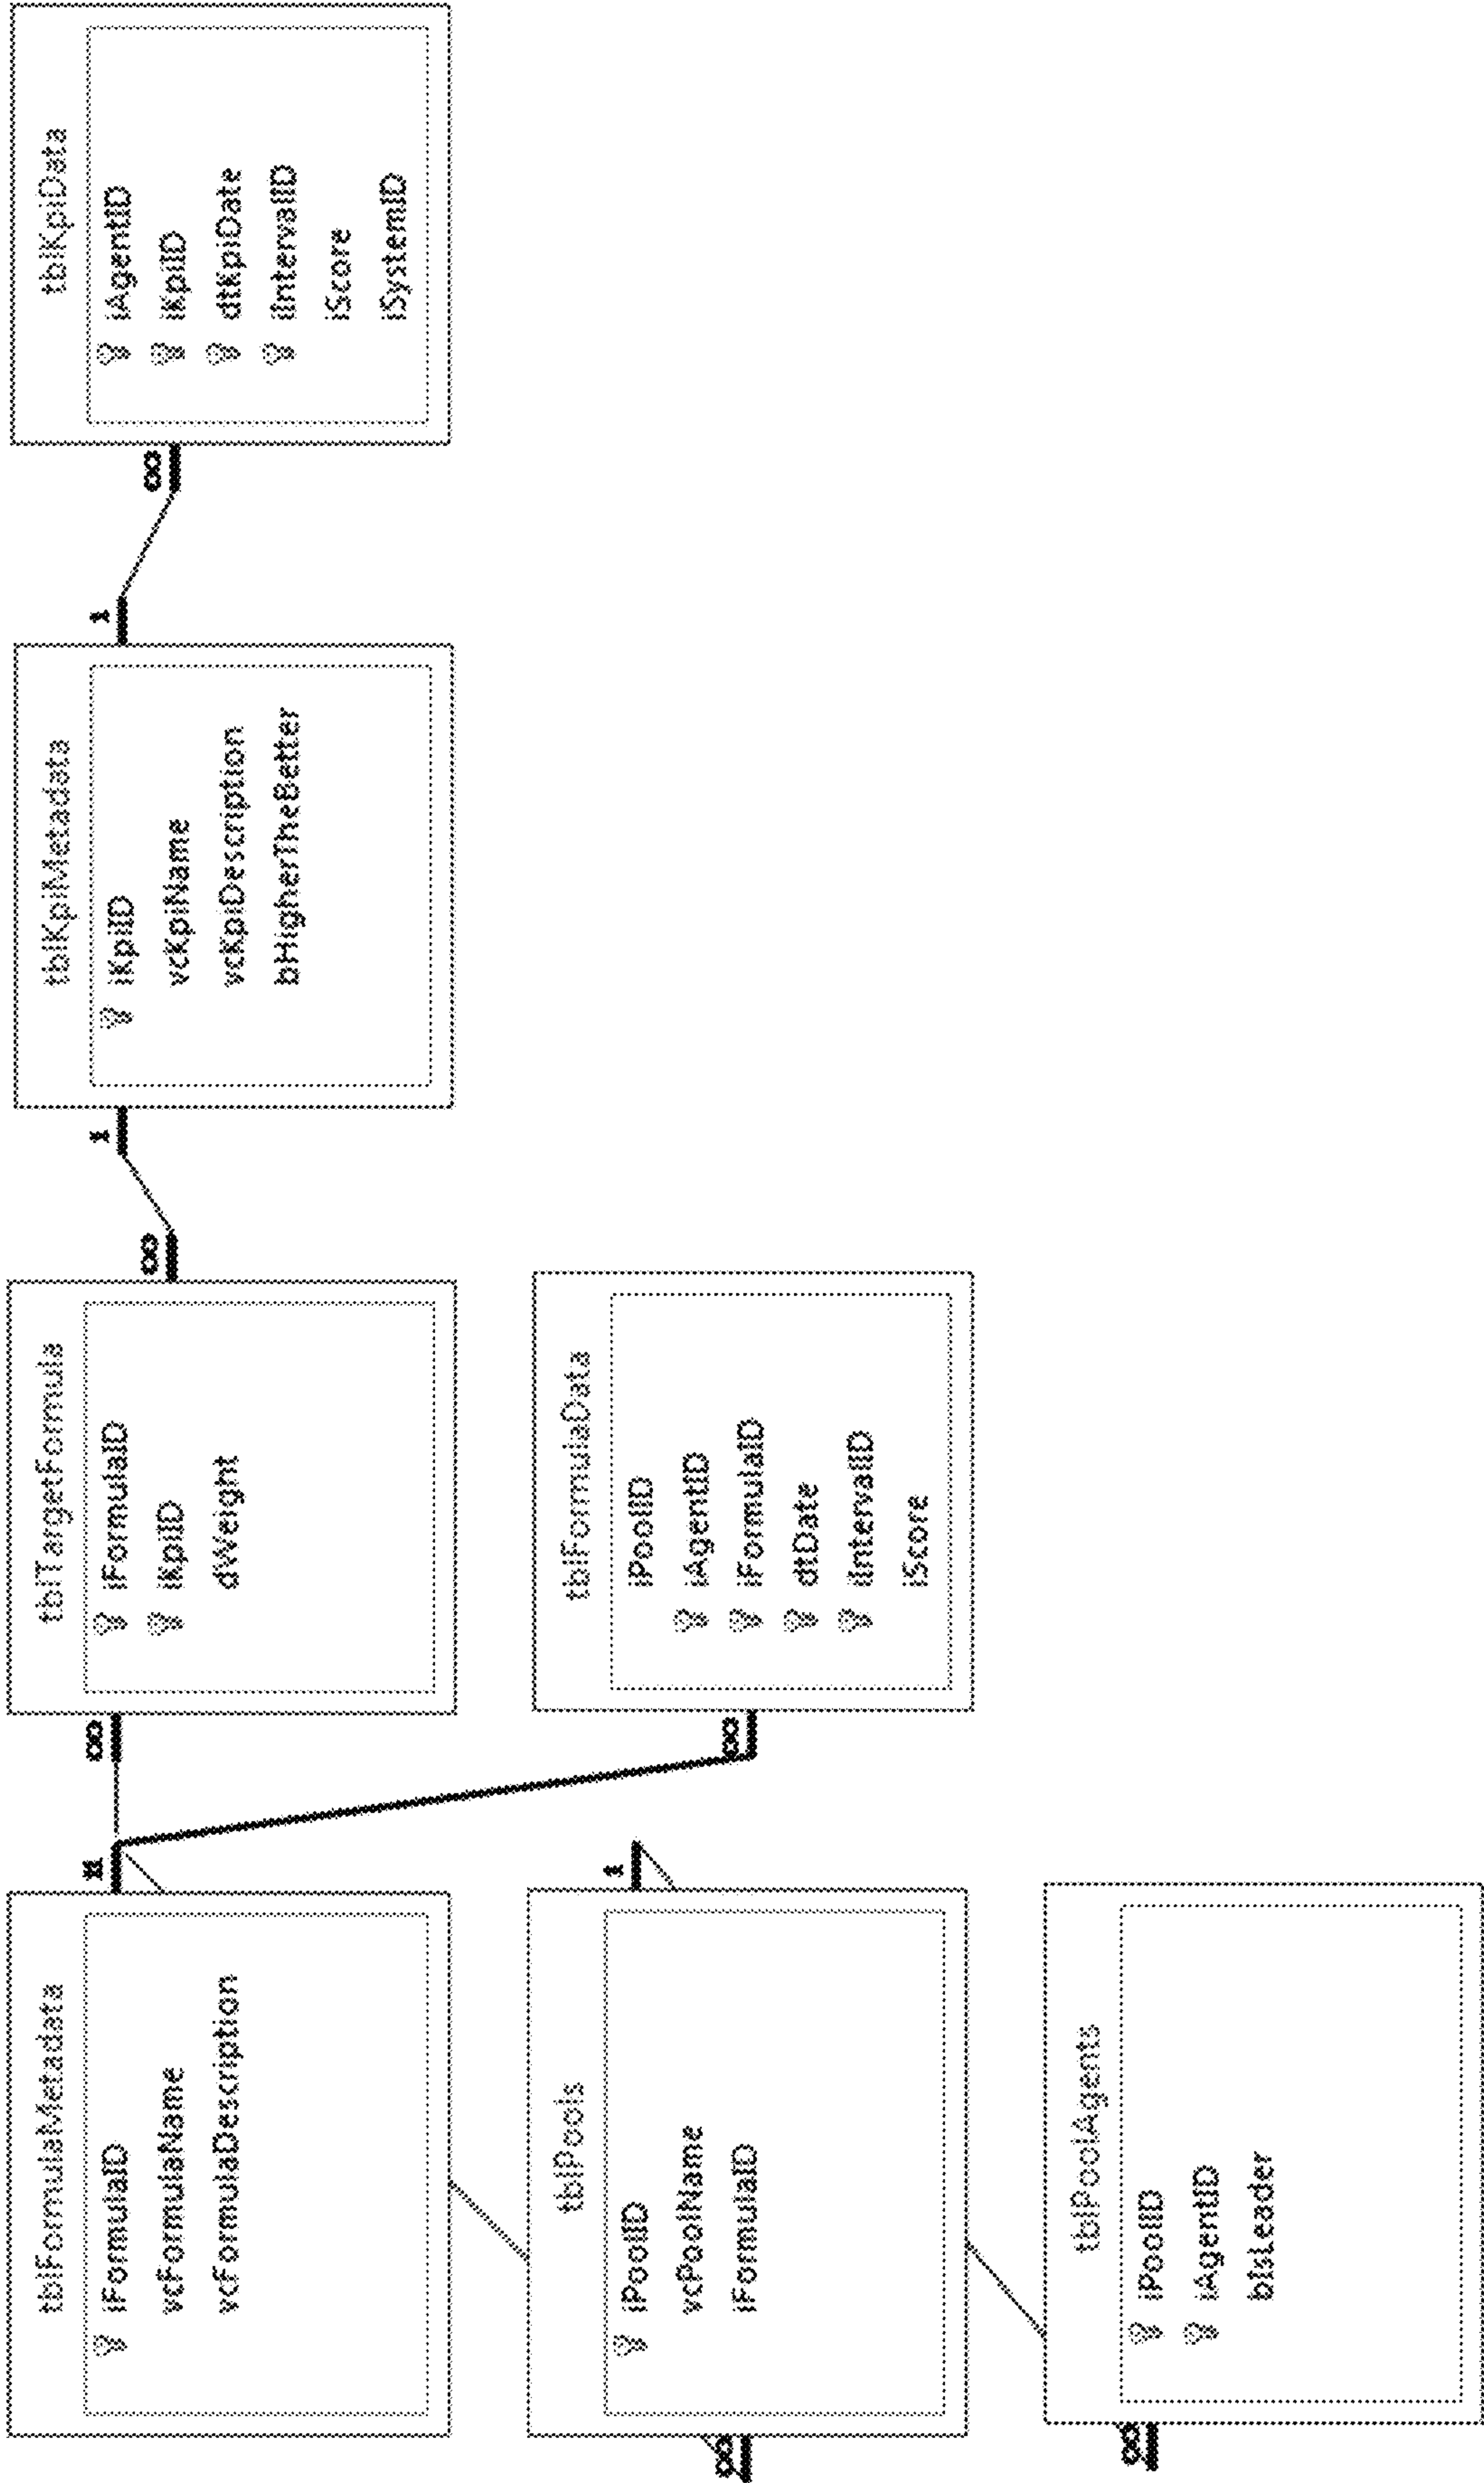 tblFormulaMetadata
iFormulaID
vcFormulaName
vcFormulaDescription
1
∞
tblTargetFormula
iFormulaID
iKpiID
dWeight
∞
1
tblKpiMetadata
iKpiID
vcKpiName
vcKpiDescription
bHigherTheBetter
1
∞
tblKpiData
iAgentID
iKpiID
dtKpiDate
iIntervalID
iScore
iSystemID
∞
tblPools
iPoolID
vcPoolName
iFormulaID
1
∞
tblFormulaData
iPoolID
iAgentID
iFormulaID
dtDate
iIntervalID
iScore
∞
tblPoolAgents
iPoolID
iAgentID
bIsLeader